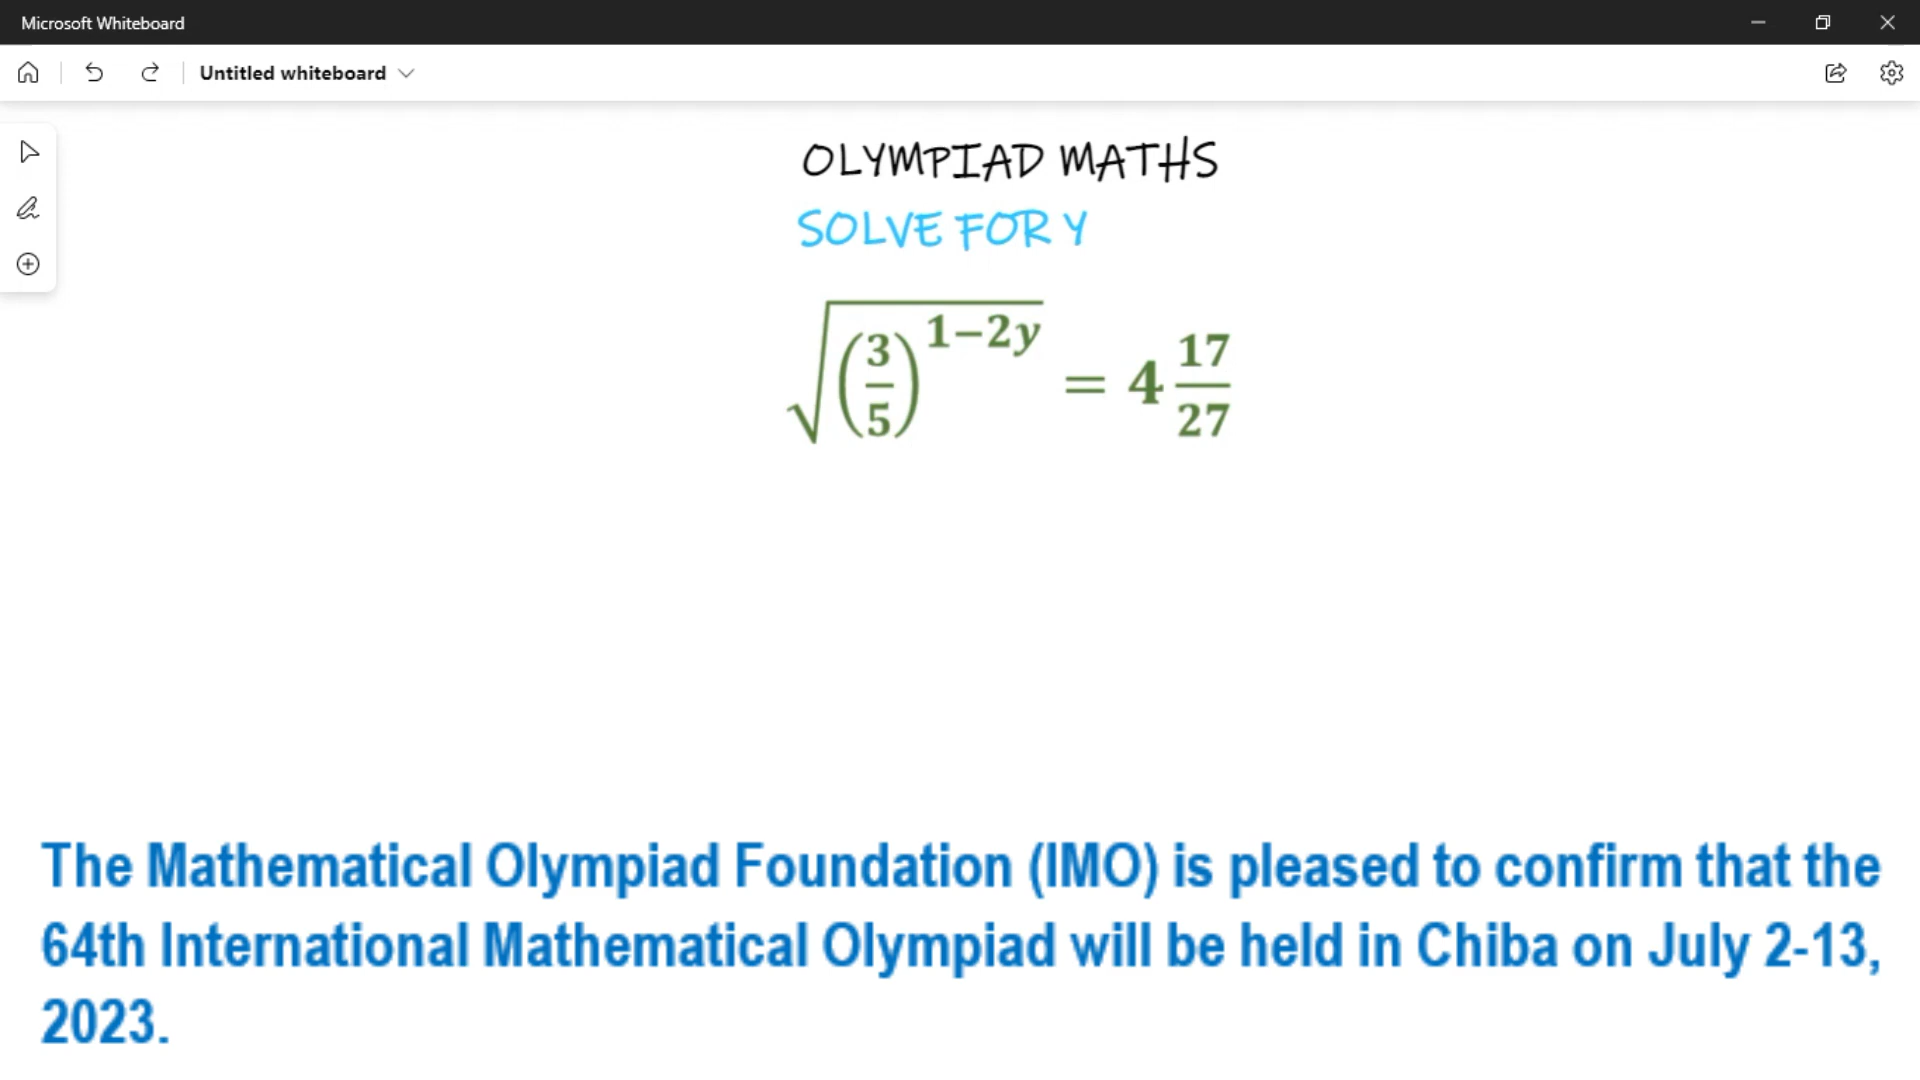 Microsoft Whiteboard
Untitled whiteboard
OLYMPIAD MATHS
SOLVE FOR Y
√(3/5)^1−2y = 4 17/27
The Mathematical Olympiad Foundation (IMO) is pleased to confirm that the
64th International Mathematical Olympiad will be held in Chiba on July 2-13,
2023.